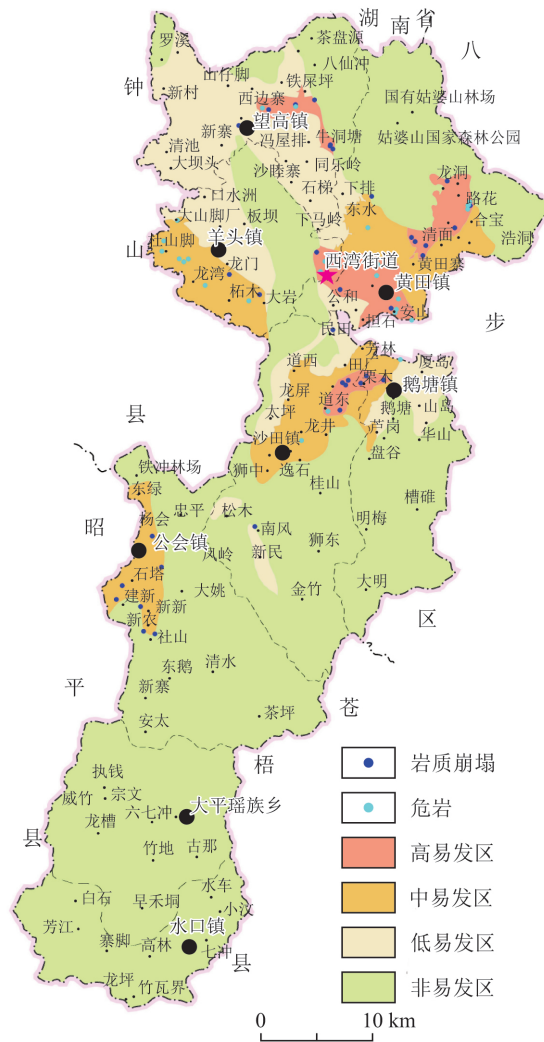 湖南省
八
步
区
苍
梧
县
钟
山
县
昭
平
县
罗溪
茶盘源
八仙冲
山仔脚
铁屎坪
新村
西边寨
国有姑婆山林场
望高镇
新寨
冯屋排
牛洞塘
姑婆山国家森林公园
清池
同乐岭
大坝头
沙睦寨
龙洞
石梯
下排
路花
口水洲
东水
合宝
大山脚厂
板坝
下马岭
清面
浩洞
杜山脚
羊头镇
西湾街道
黄田寨
龙门
黄田镇
龙湾
柘木
大岩
公和
安山
担石
民田
芳林
道西
田厂
厦岛
栗木
鹅塘镇
龙屏
道东
鹅塘
山岛
太坪
龙井
芦岗
华山
沙田镇
盘谷
狮中
逸石
铁冲林场
桂山
东绿
槽碓
杨会
忠平
松木
南风
明梅
公会镇
凤岭
新民
狮东
石塔
大姚
金竹
大明
建新
新新
新农
社山
东鹅
清水
新寨
茶坪
安太
执钱
威竹
宗文
六七冲
大平瑶族乡
龙槽
竹地
古那
白石
早禾垌
水车
小汶
芳江
水口镇
寨脚
高林
七冲
龙坪
竹瓦界
岩质崩塌
危岩
高易发区
中易发区
低易发区
非易发区
0 10 km